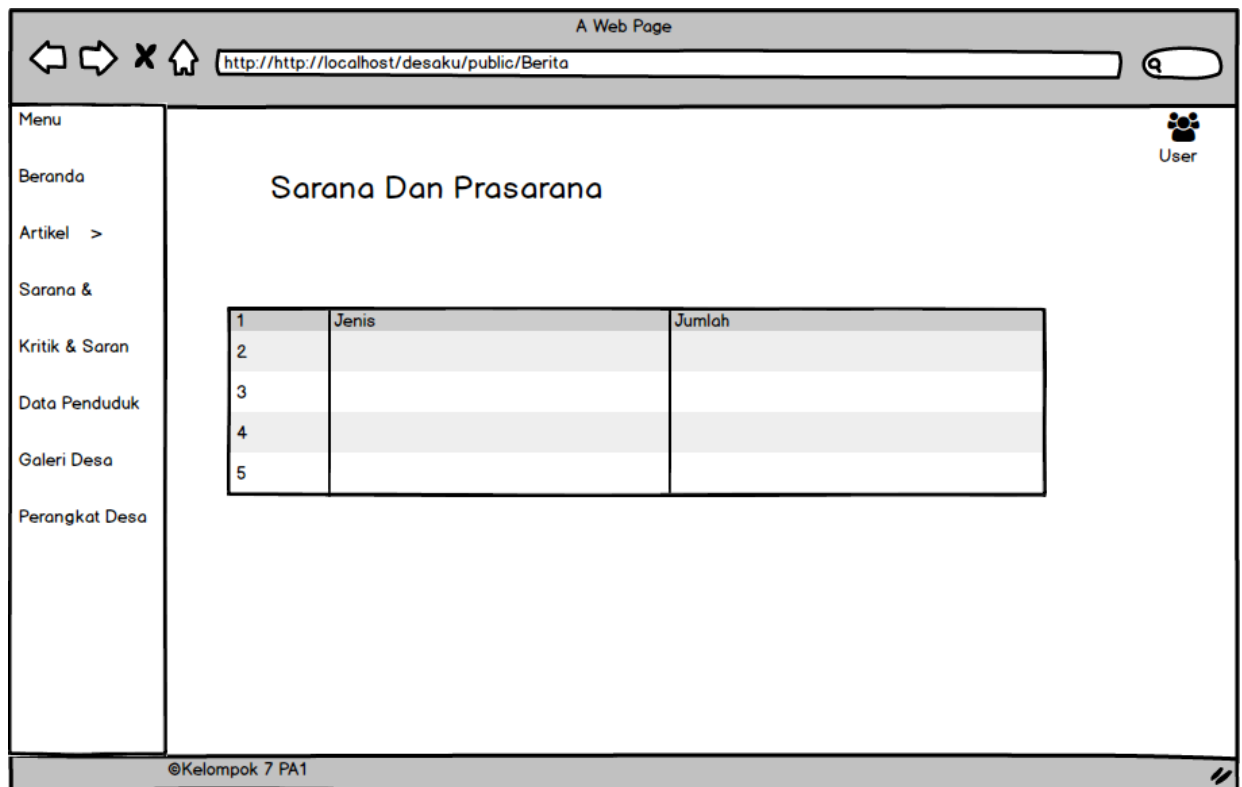 A Web Page
http://http://localhost/desaku/public/Berita
Menu
Beranda
Artikel >
Sarana &
Kritik & Saran
Data Penduduk
Galeri Desa
Perangkat Desa
User
Sarana Dan Prasarana
1 Jenis Jumlah
2
3
4
5
©Kelompok 7 PA1